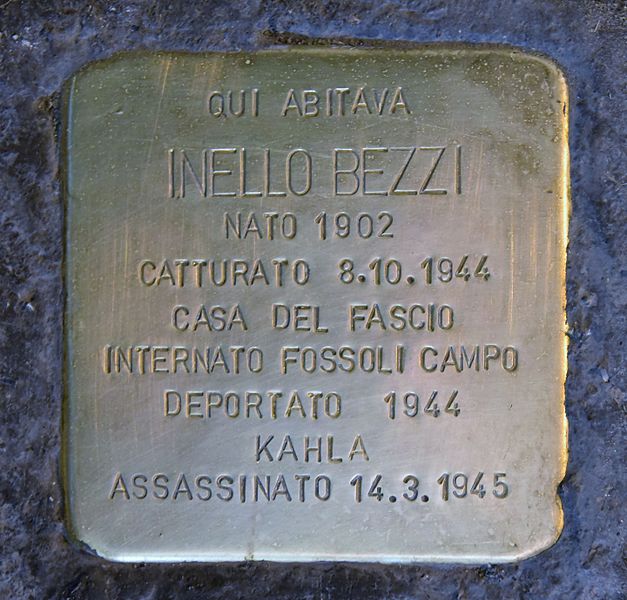 QUI ABITAVA
INELLO BEZZI
NATO 1902
CATTURATO 8.10.1944
CASA DEL FASCIO
INTERNATO FOSSOLI CAMPO
DEPORTATO 1944
KAHLA
ASSASSINATO 14.3.1945